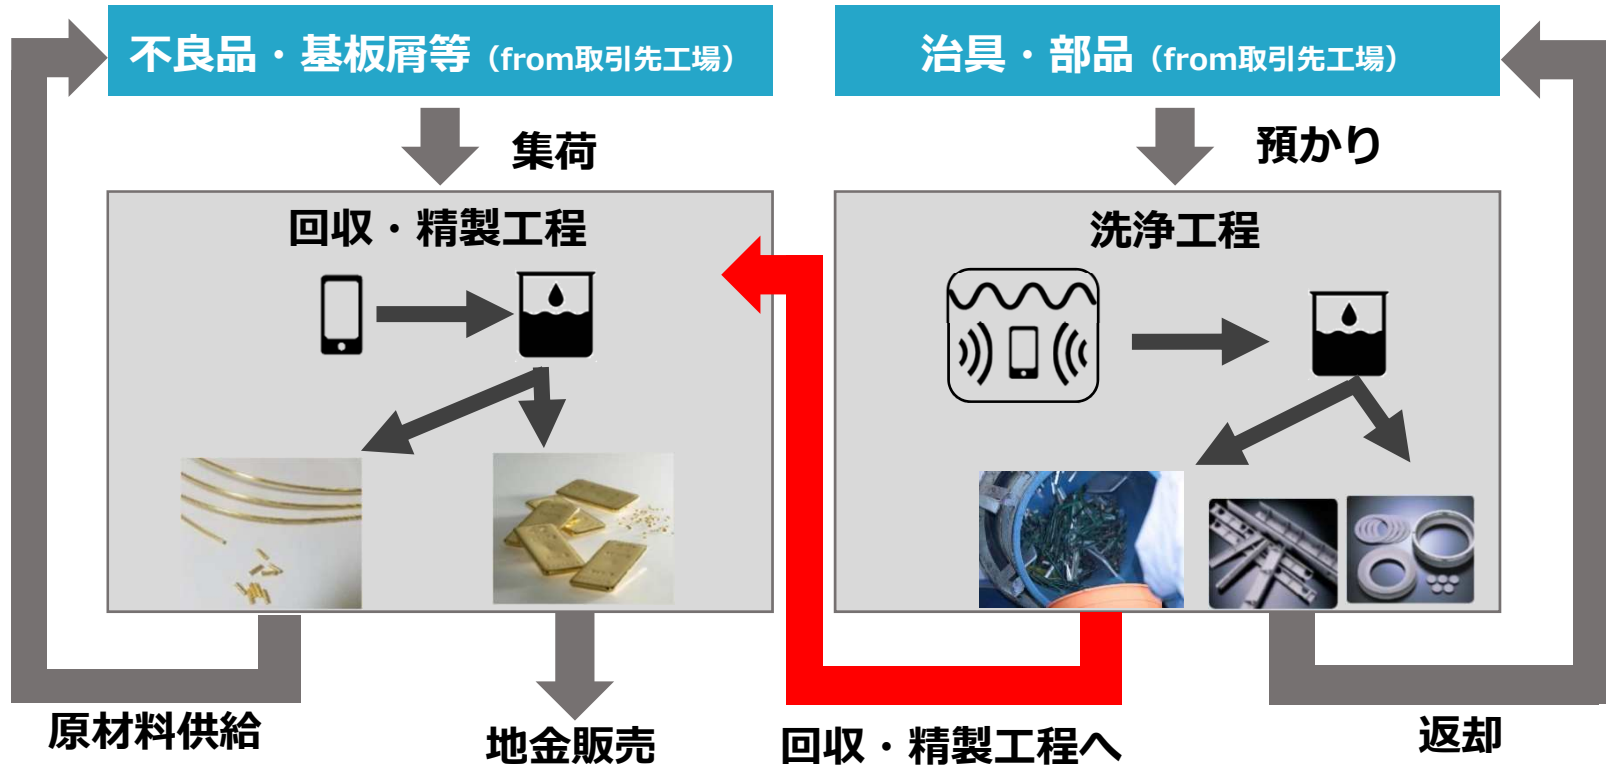 不良品・基板屑等（from取引先工場）
治具・部品（from取引先工場）
集荷
預かり
回収・精製工程
洗浄工程
原材料供給
地金販売
回収・精製工程へ
返却